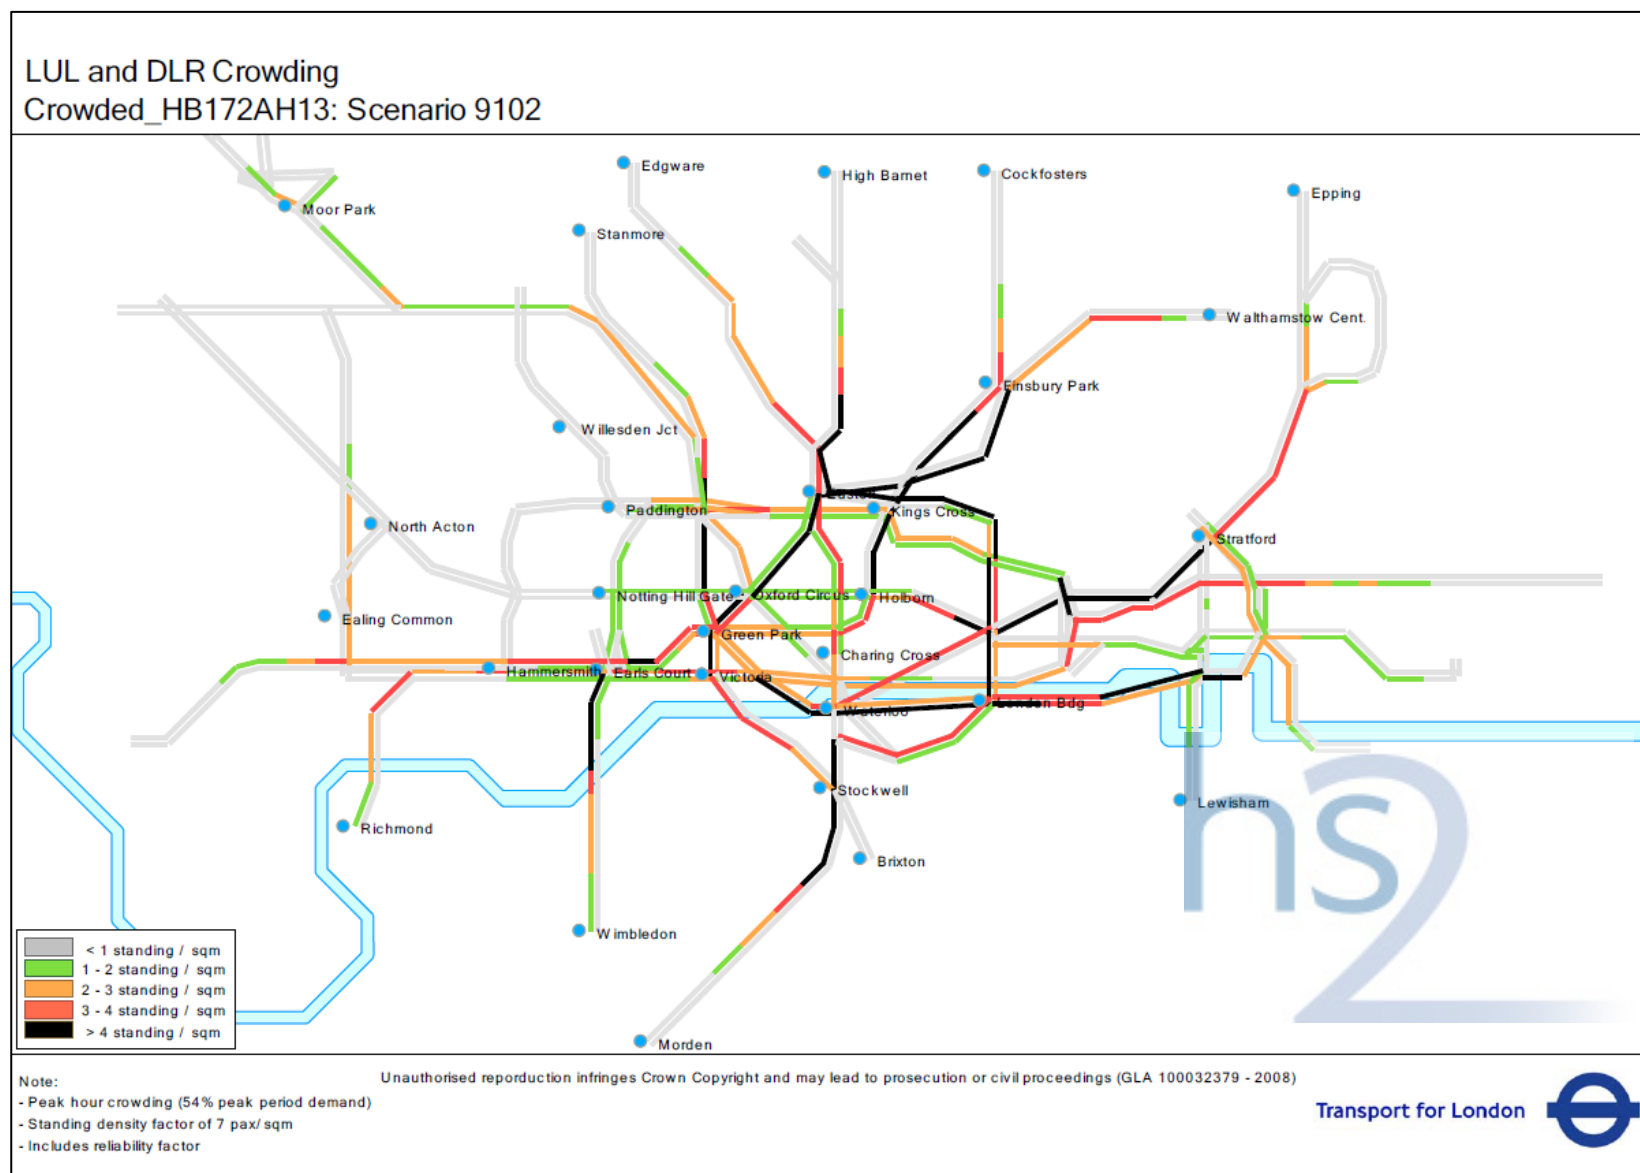 LUL and DLR Crowding
Crowded_HB172AH13: Scenario 9102
Edgware
High Barnet
Cockfosters
Epping
Moor Park
Stanmore
Walthamstow Cent.
Finsbury Park
Willesden Jct
Euston
Paddington
Kings Cross
North Acton
Stratford
Notting Hill Gate
Oxford Circus
Holborn
Ealing Common
Green Park
Charing Cross
Hammersmith
Earls Court
Victoria
Waterloo
London Bdg
Stockwell
Lewisham
Richmond
Brixton
Wimbledon
Morden
hs2
< 1 standing / sqm
1 - 2 standing / sqm
2 - 3 standing / sqm
3 - 4 standing / sqm
> 4 standing / sqm
Note:
- Peak hour crowding (54% peak period demand)
- Standing density factor of 7 pax/sqm
- Includes reliability factor
Unauthorised reporduction infringes Crown Copyright and may lead to prosecution or civil proceedings (GLA 100032379 - 2008)
Transport for London